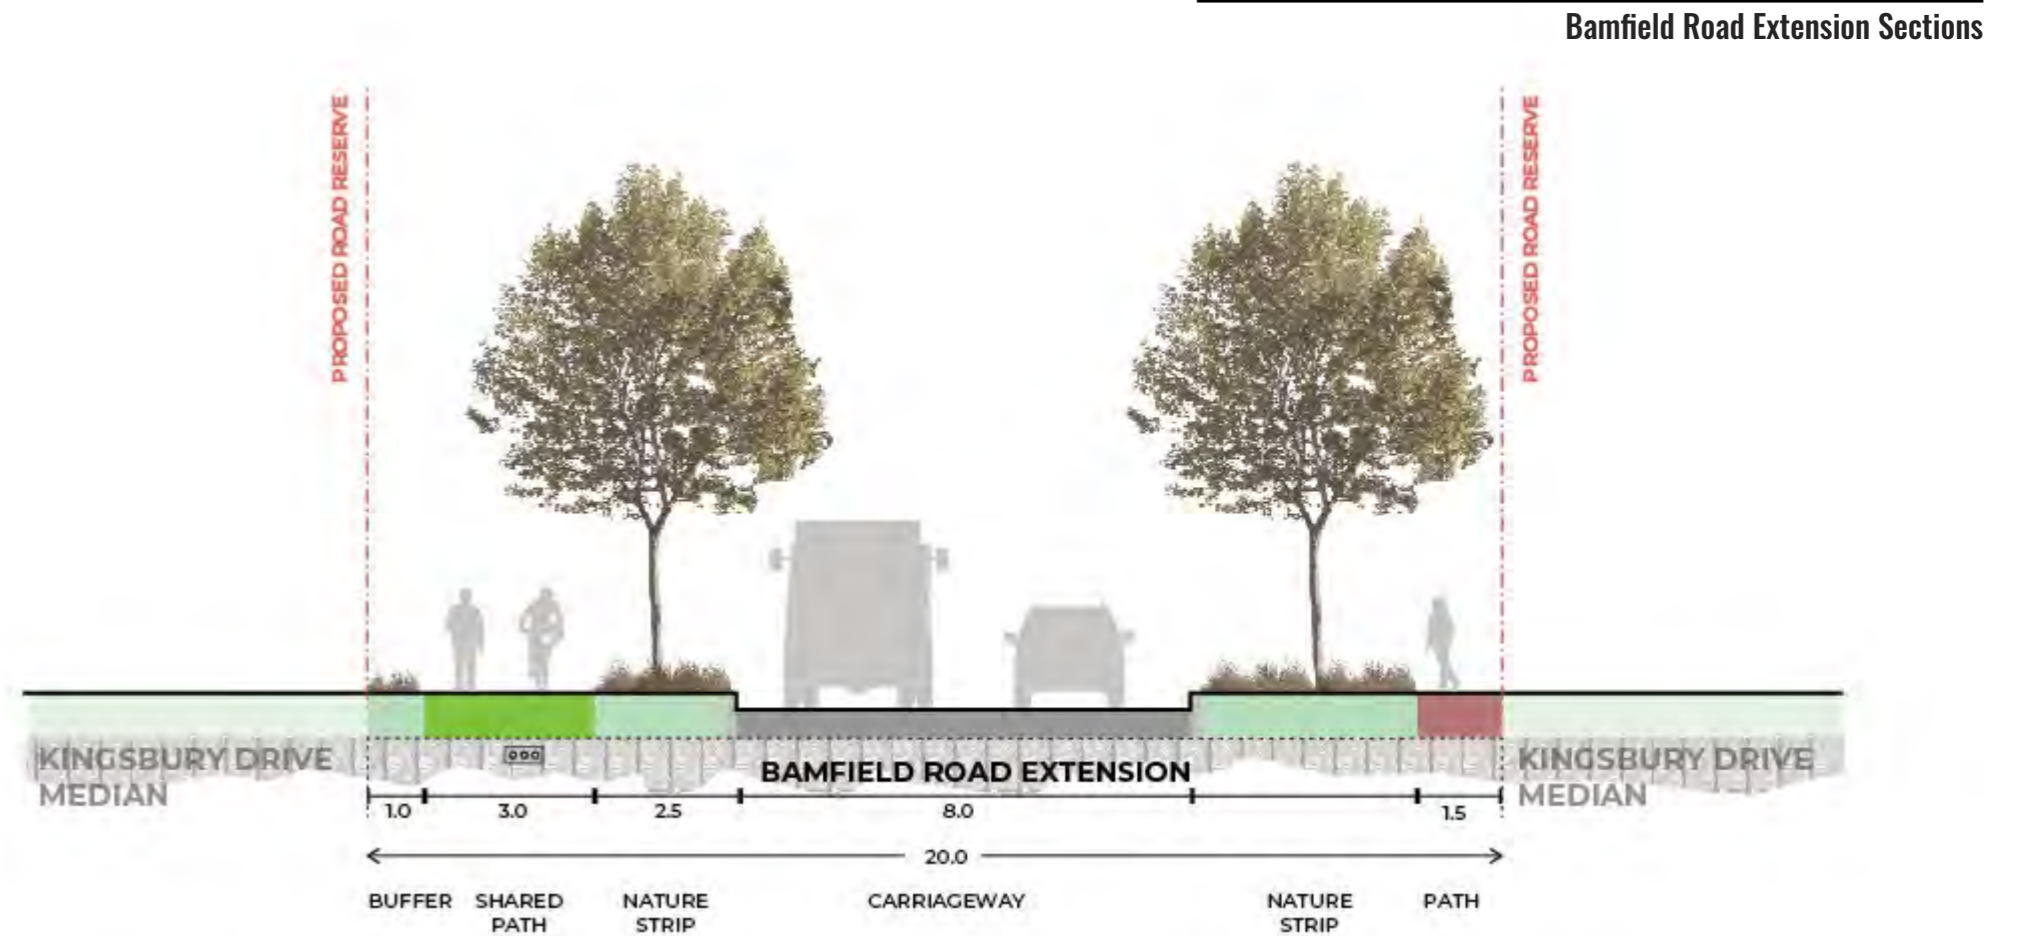 Bamfield Road Extension Sections
PROPOSED ROAD RESERVE
PROPOSED ROAD RESERVE
KINGSBURY DRIVE
MEDIAN
BAMFIELD ROAD EXTENSION
KINGSBURY DRIVE
MEDIAN
1.0
3.0
2.5
8.0
1.5
20.0
BUFFER
SHARED
PATH
NATURE
STRIP
CARRIAGEWAY
NATURE
STRIP
PATH